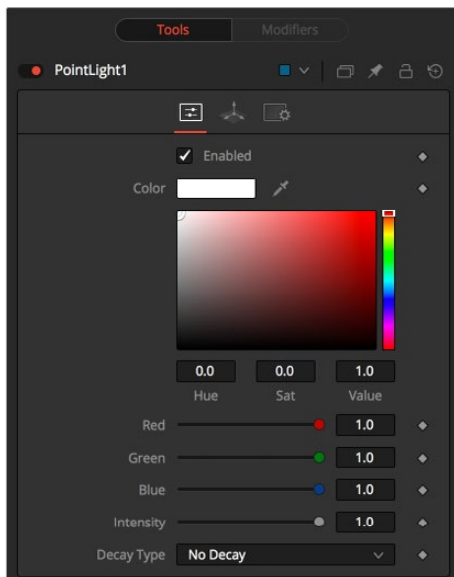 Tools Modifiers
PointLight1
Enabled
Color
0.0 0.0 1.0
Hue Sat Value
Red 1.0
Green 1.0
Blue 1.0
Intensity 1.0
Decay Type No Decay